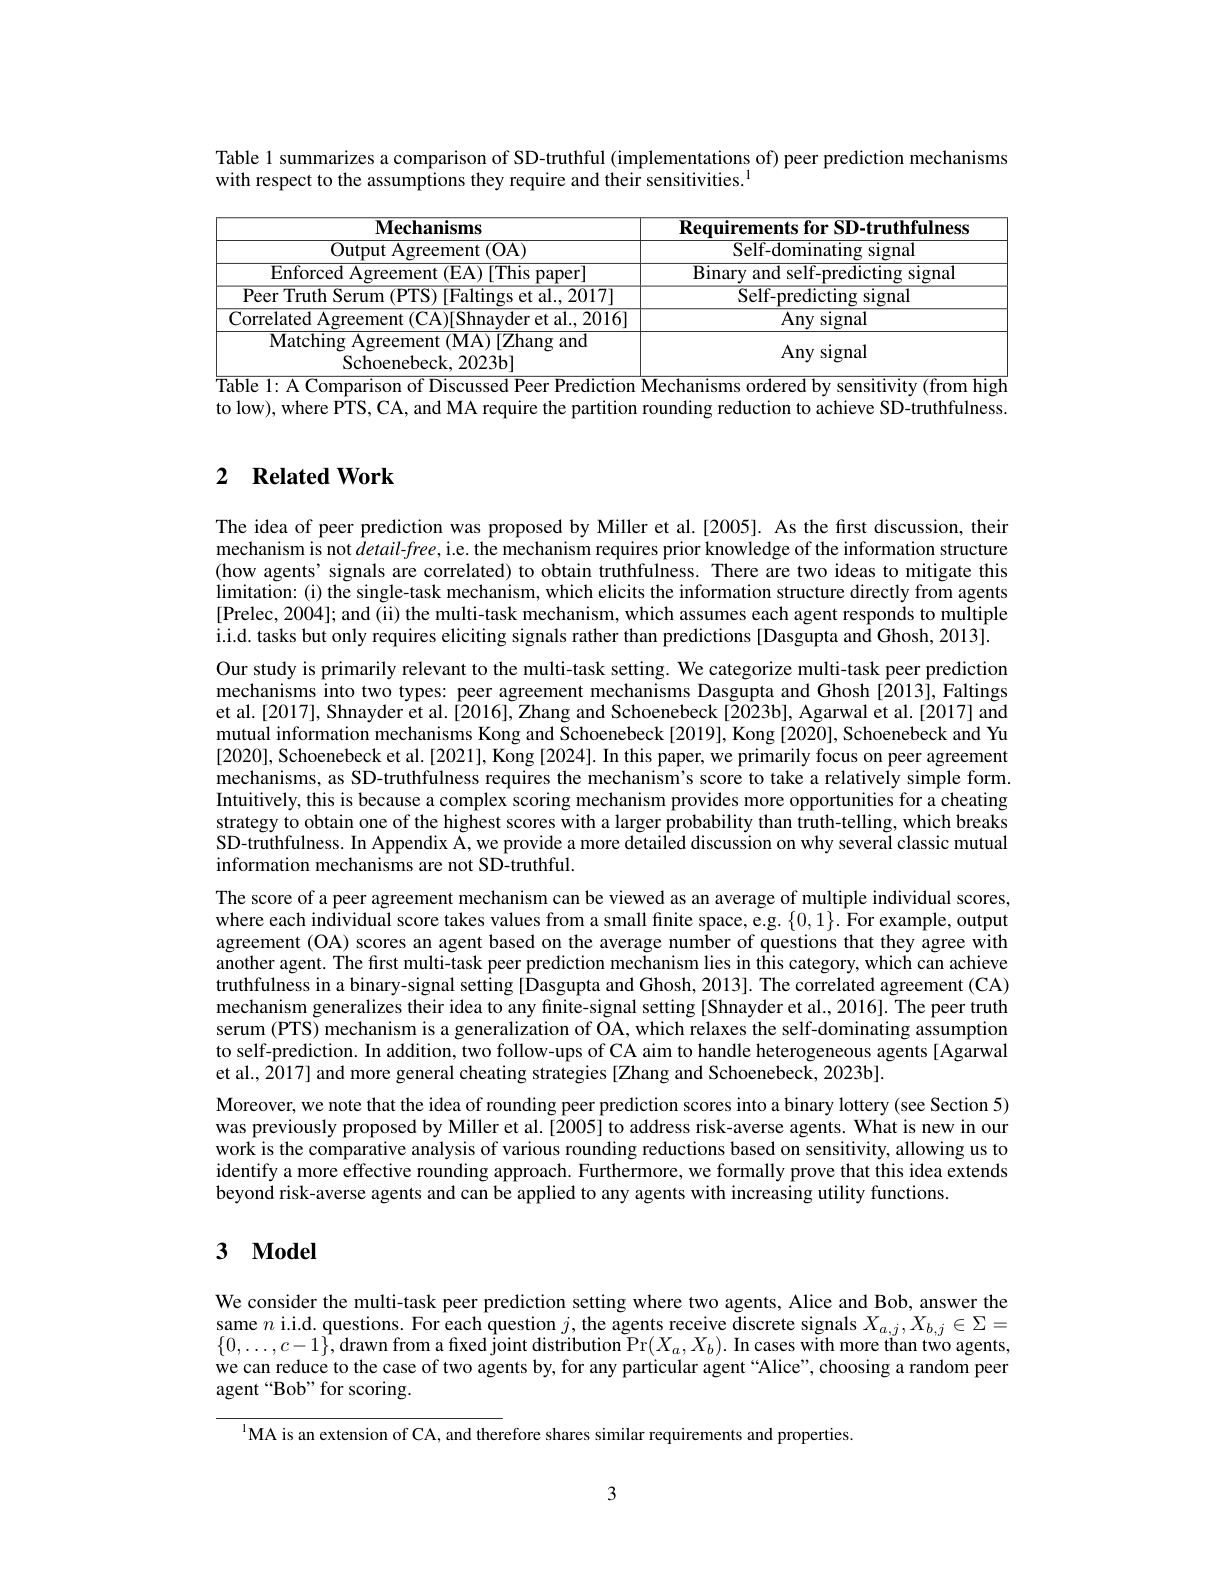 Table 1 summarizes a comparison of SD-truthful (implementations of) peer prediction mechanisms
with respect to the assumptions they require and their sensitivities.1
Mechanisms Requirements for SD-truthfulness
Output Agreement (OA) Self-dominating signal
Enforced Agreement (EA) [This paper] Binary and self-predicting signal
Peer Truth Serum (PTS) [Faltings et al., 2017] Self-predicting signal
Correlated Agreement (CA)[Shnayder et al., 2016] Any signal
Matching Agreement (MA) [Zhang and
Schoenebeck, 2023b] Any signal
Table 1: A Comparison of Discussed Peer Prediction Mechanisms ordered by sensitivity (from high
to low), where PTS, CA, and MA require the partition rounding reduction to achieve SD-truthfulness.
2 Related Work
The idea of peer prediction was proposed by Miller et al. [2005]. As the first discussion, their
mechanism is not detail-free, i.e. the mechanism requires prior knowledge of the information structure
(how agents' signals are correlated) to obtain truthfulness. There are two ideas to mitigate this
limitation: (i) the single-task mechanism, which elicits the information structure directly from agents
[Prelec, 2004]; and (ii) the multi-task mechanism, which assumes each agent responds to multiple
i.i.d. tasks but only requires eliciting signals rather than predictions [Dasgupta and Ghosh, 2013].
Our study is primarily relevant to the multi-task setting. We categorize multi-task peer prediction
mechanisms into two types: peer agreement mechanisms Dasgupta and Ghosh [2013], Faltings
et al. [2017], Shnayder et al. [2016], Zhang and Schoenebeck [2023b], Agarwal et al. [2017] and
mutual information mechanisms Kong and Schoenebeck [2019], Kong [2020], Schoenebeck and Yu
[2020], Schoenebeck et al. [2021], Kong [2024]. In this paper, we primarily focus on peer agreement
mechanisms, as SD-truthfulness requires the mechanism's score to take a relatively simple form.
Intuitively, this is because a complex scoring mechanism provides more opportunities for a cheating
strategy to obtain one of the highest scores with a larger probability than truth-telling, which breaks
SD-truthfulness. In Appendix A, we provide a more detailed discussion on why several classic mutual
information mechanisms are not SD-truthful.
The score of a peer agreement mechanism can be viewed as an average of multiple individual scores,
where each individual score takes values from a small finite space, e.g. {0, 1}. For example, output
agreement (OA) scores an agent based on the average number of questions that they agree with
another agent. The first multi-task peer prediction mechanism lies in this category, which can achieve
truthfulness in a binary-signal setting [Dasgupta and Ghosh, 2013]. The correlated agreement (CA)
mechanism generalizes their idea to any finite-signal setting [Shnayder et al., 2016]. The peer truth
serum (PTS) mechanism is a generalization of OA, which relaxes the self-dominating assumption
to self-prediction. In addition, two follow-ups of CA aim to handle heterogeneous agents [Agarwal
et al., 2017] and more general cheating strategies [Zhang and Schoenebeck, 2023b].
Moreover, we note that the idea of rounding peer prediction scores into a binary lottery (see Section 5)
was previously proposed by Miller et al. [2005] to address risk-averse agents. What is new in our
work is the comparative analysis of various rounding reductions based on sensitivity, allowing us to
identify a more effective rounding approach. Furthermore, we formally prove that this idea extends
beyond risk-averse agents and can be applied to any agents with increasing utility functions.
3 Model
We consider the multi-task peer prediction setting where two agents, Alice and Bob, answer the
same n i.i.d. questions. For each question j, the agents receive discrete signals X_{a,j}, X_{b,j} ∈ Σ =
{0, . . . , c − 1}, drawn from a fixed joint distribution Pr(X_a, X_b). In cases with more than two agents,
we can reduce to the case of two agents by, for any particular agent “Alice”, choosing a random peer
agent “Bob” for scoring.
1MA is an extension of CA, and therefore shares similar requirements and properties.
3